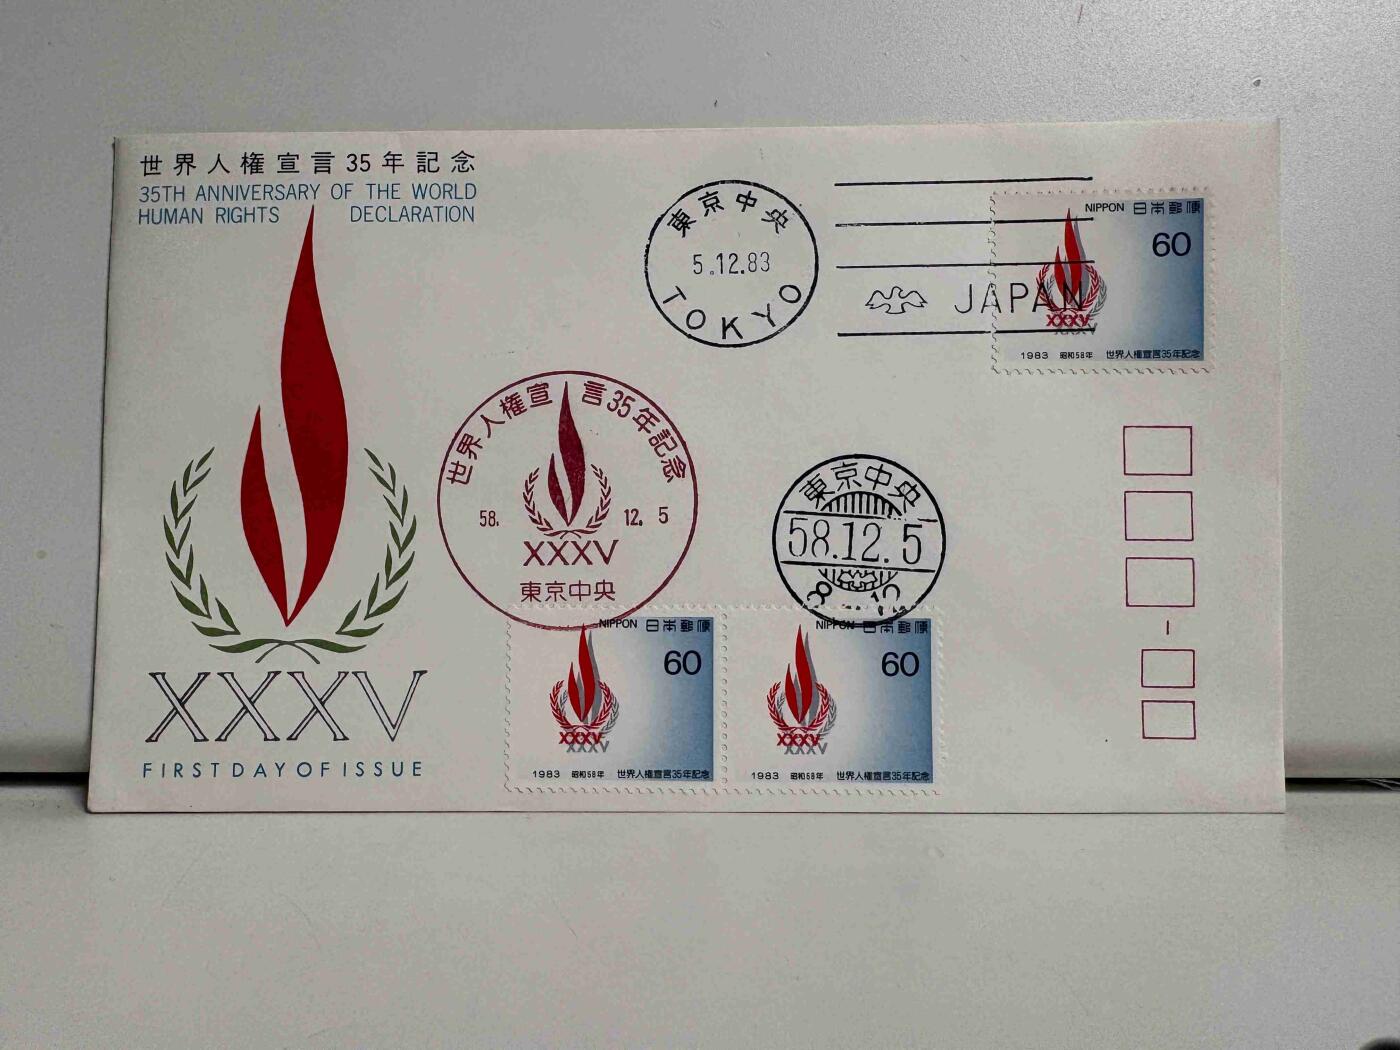 世界人権宣言35年記念
35TH ANNIVERSARY OF THE WORLD
HUMAN RIGHTS DECLARATION
XXXV
FIRST DAY OF ISSUE
東京中央
5.12.83
TOKYO
JAPAN
NIPPON 日本郵便
60
XXXV
1983 昭和58年 世界人権宣言35年記念
世界人権宣言35年記念
58. 12. 5
XXXV
東京中央
東京中央
58.12.5
NIPPON 日本郵便
60
XXXV
1983 昭和58年 世界人権宣言35年記念
NIPPON 日本郵便
60
XXXV
1983 昭和58年 世界人権宣言35年記念